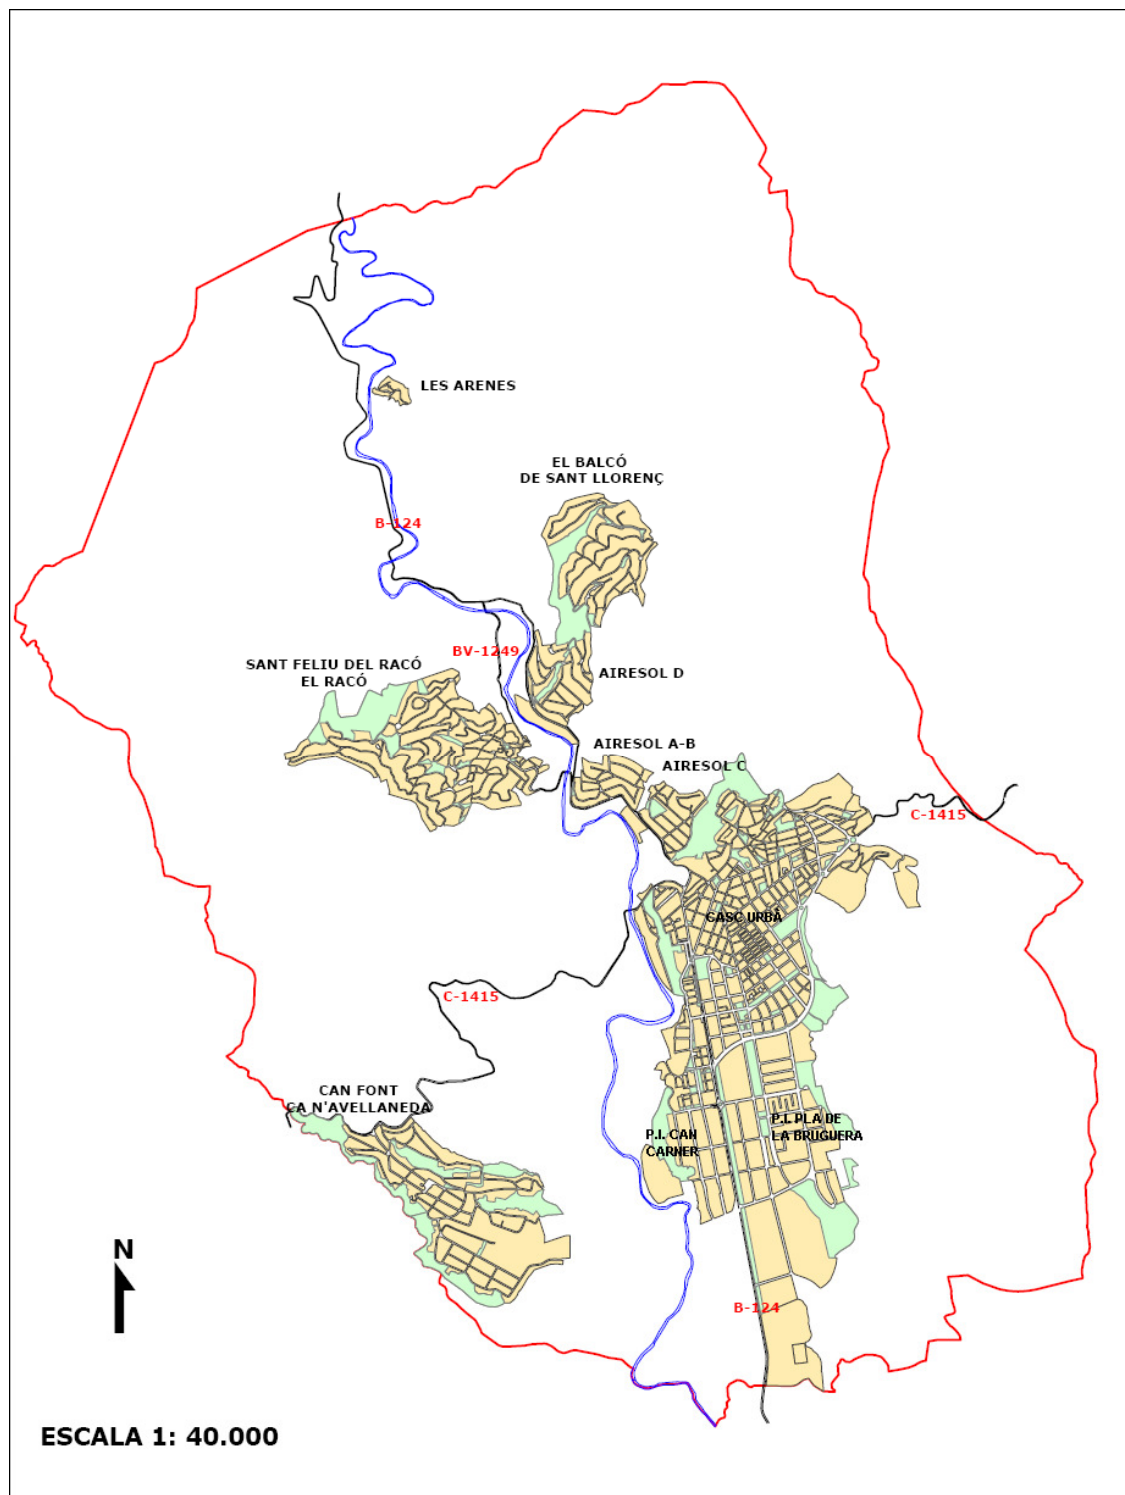 LES ARENES
EL BALCÓ
DE SANT LLORENÇ
B-124
BV-1249
SANT FELIU DEL RACÓ
EL RACÓ
AIRESOL D
AIRESOL A-B
AIRESOL C
C-1415
CASC URBÀ
C-1415
CAN FONT
CA N'AVELLANEDA
P.I. PLA DE
LA BRUGUERA
P.I. CAN
CARNER
N
B-124
ESCALA 1: 40.000